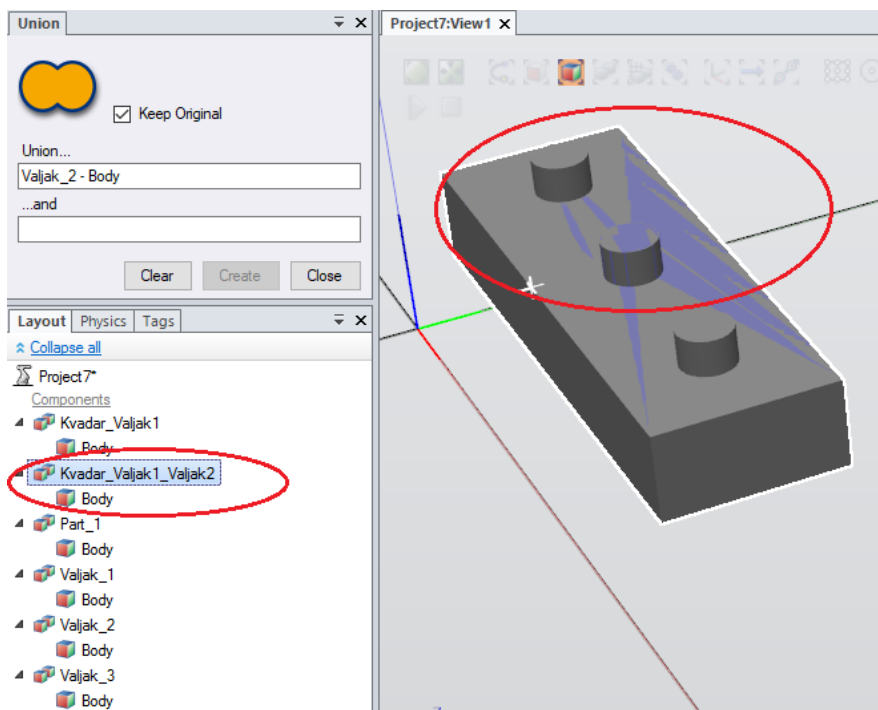 Union
Keep Original
Union...
Valjak_2 - Body
...and
Clear Create Close
Layout Physics Tags
Collapse all
Project7*
Components
Kvadar_Valjak1
Body
Kvadar_Valjak1_Valjak2
Body
Part_1
Body
Valjak_1
Body
Valjak_2
Body
Valjak_3
Body
Project7:View1